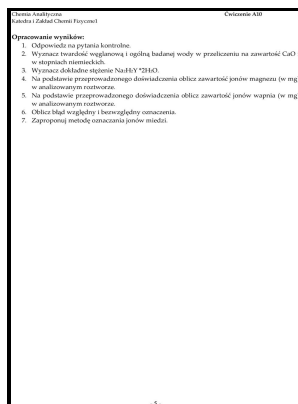 Chemia Analityczna Ćwiczenie A10
Katedra i Zakład Chemii Fizycznej
Opracowanie wyników:
1. Odpowiedz na pytania kontrolne.
2. Wyznacz twardość węglanową i ogólną badanej wody w przeliczeniu na zawartość CaO
w stopniach niemieckich.
3. Wyznacz dokładne stężenie Na₂H₂Y *2H₂O.
4. Na podstawie przeprowadzonego doświadczenia oblicz zawartość jonów magnezu (w mg
w analizowanym roztworze.
5. Na podstawie przeprowadzonego doświadczenia oblicz zawartość jonów wapnia (w mg
w analizowanym roztworze.
6. Oblicz błąd względny i bezwzględny oznaczenia.
7. Zaproponuj metodę oznaczania jonów miedzi.
- 5 -